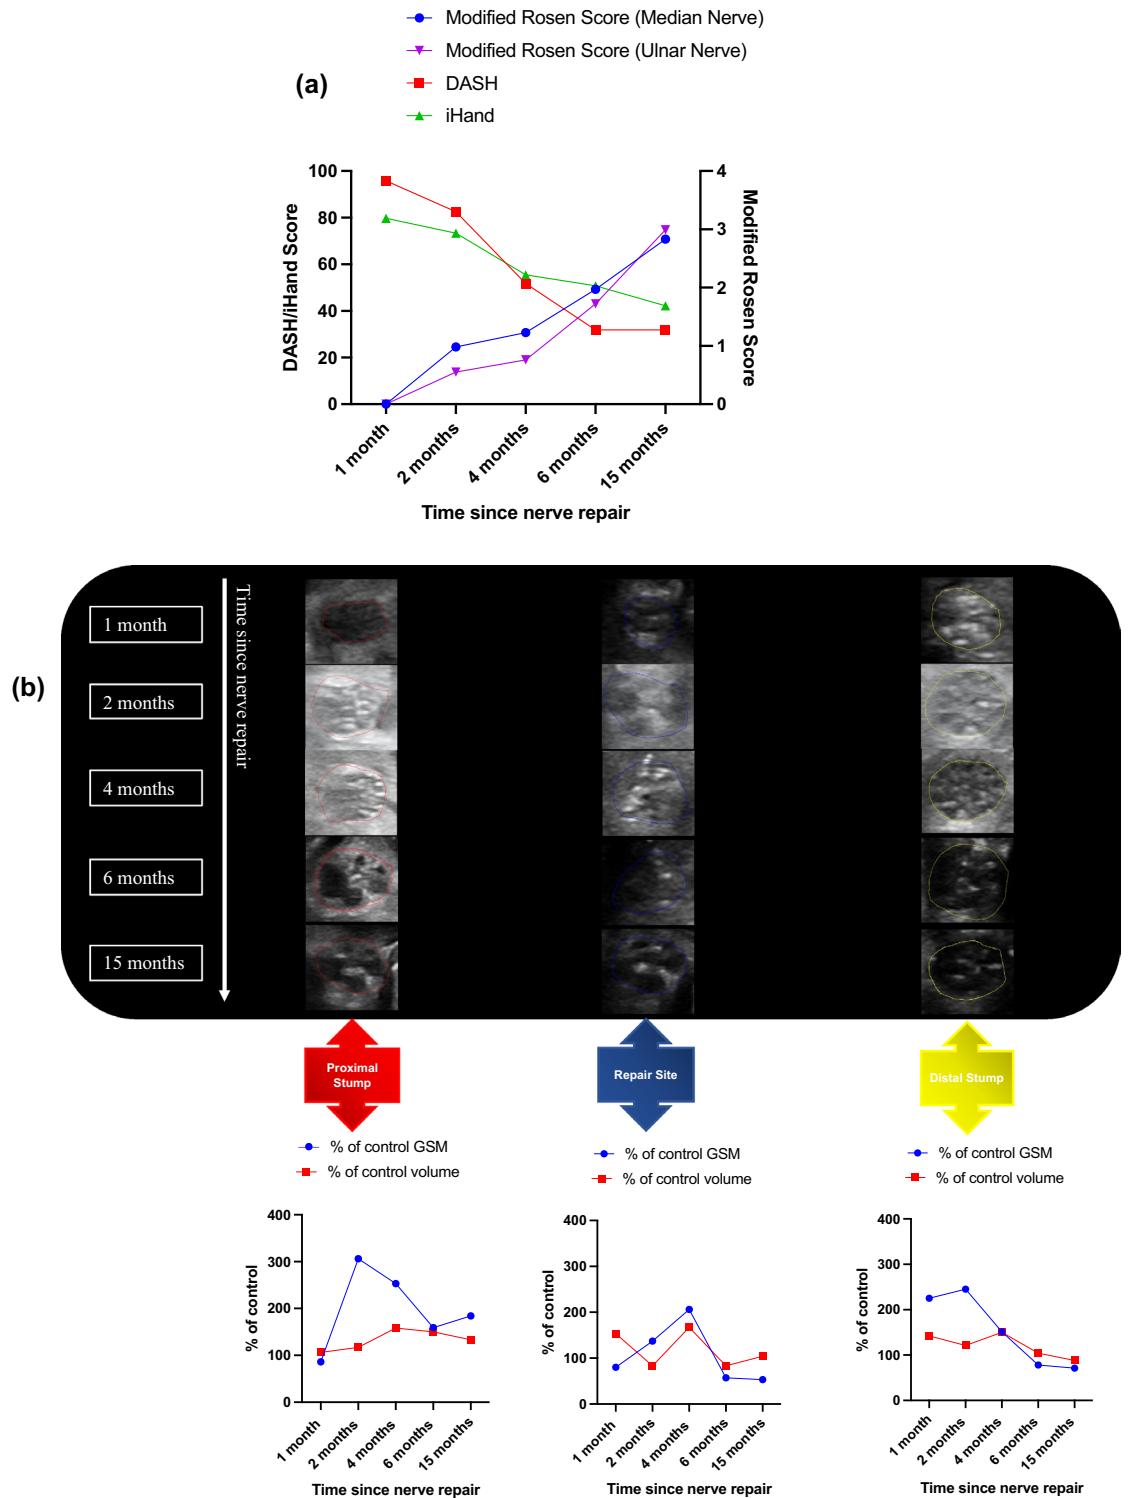 Modified Rosen Score (Median Nerve)
Modified Rosen Score (Ulnar Nerve)
(a)
DASH
iHand
100
80
60
40
20
0
DASH/iHand Score
4
3
2
1
0
Modified Rosen Score
1 month
2 months
4 months
6 months
15 months
Time since nerve repair
(b)
1 month
2 months
4 months
6 months
15 months
Time since nerve repair
Proximal
Stump
Repair Site
Distal Stump
% of control GSM
% of control volume
400
300
200
100
0
% of control
1 month
2 months
4 months
6 months
15 months
Time since nerve repair
% of control GSM
% of control volume
400
300
200
100
0
% of control
1 month
2 months
4 months
6 months
15 months
Time since nerve repair
% of control GSM
% of control volume
400
300
200
100
0
% of control
1 month
2 months
4 months
6 months
15 months
Time since nerve repair